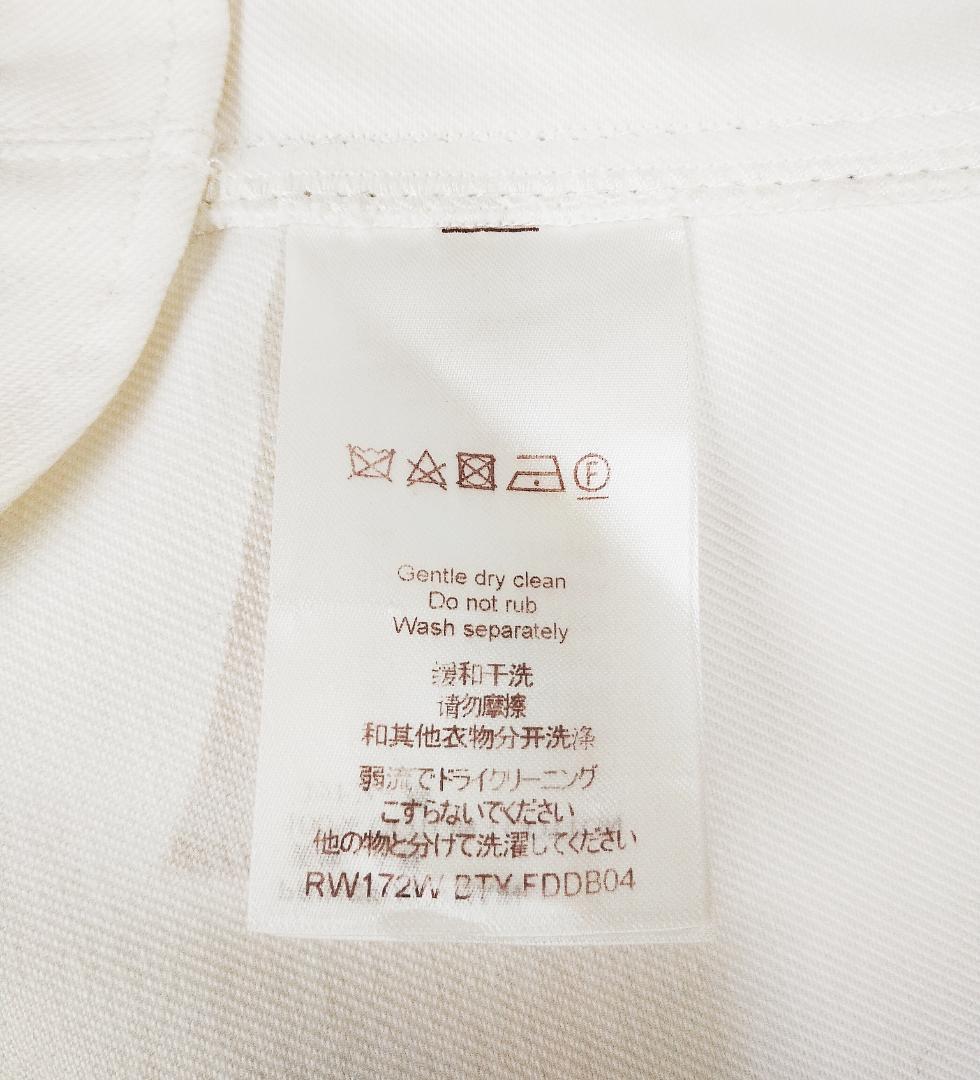 F
Gentle dry clean
Do not rub
Wash separately
缓和干洗
请勿摩擦
和其他衣物分开洗涤
弱流でドライクリーニング
こすらないでください
他の物と分けて洗濯してください
RW172W